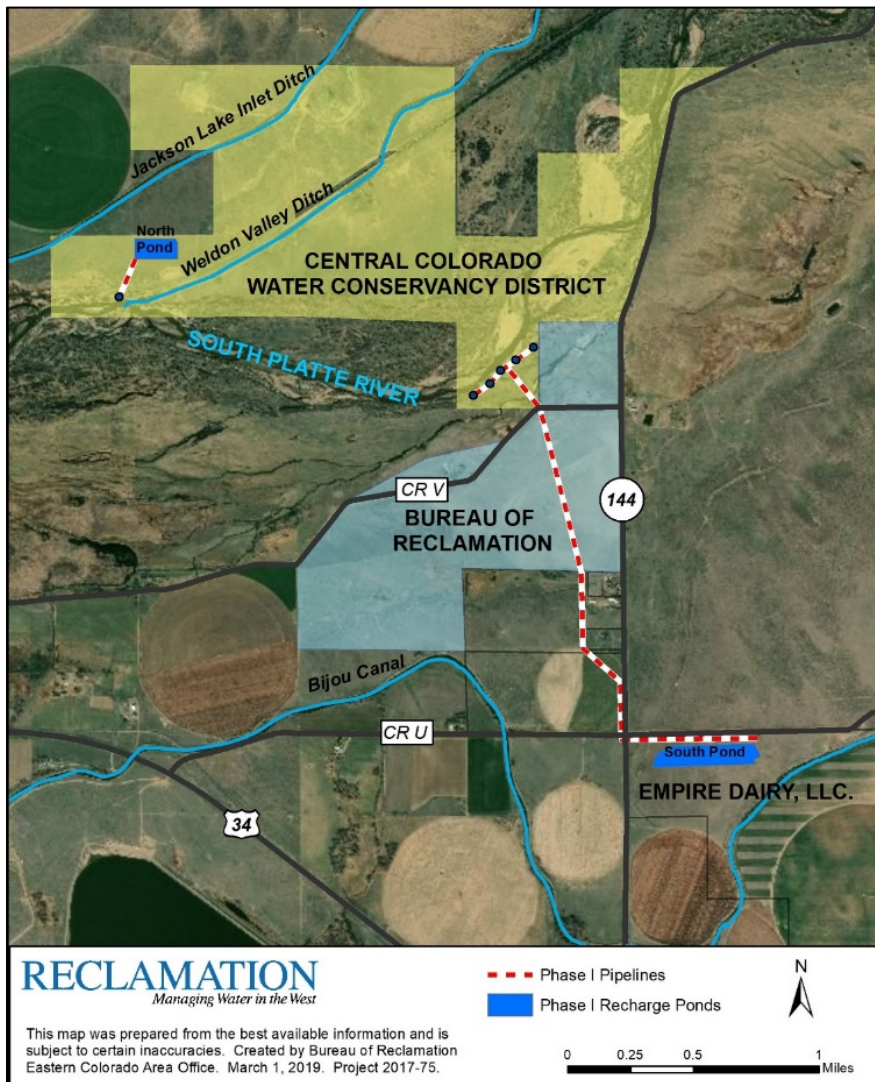 Jackson Lake Inlet Ditch
Weldon Valley Ditch
North
Pond
CENTRAL COLORADO
WATER CONSERVANCY DISTRICT
SOUTH PLATTE RIVER
CR V
144
BUREAU OF
RECLAMATION
Bijou Canal
CR U
South Pond
EMPIRE DAIRY, LLC.
34
RECLAMATION
Managing Water in the West
This map was prepared from the best available information and is
subject to certain inaccuracies. Created by Bureau of Reclamation
Eastern Colorado Area Office. March 1, 2019. Project 2017-75.
Phase I Pipelines
Phase I Recharge Ponds
N
0 0.25 0.5 1
Miles